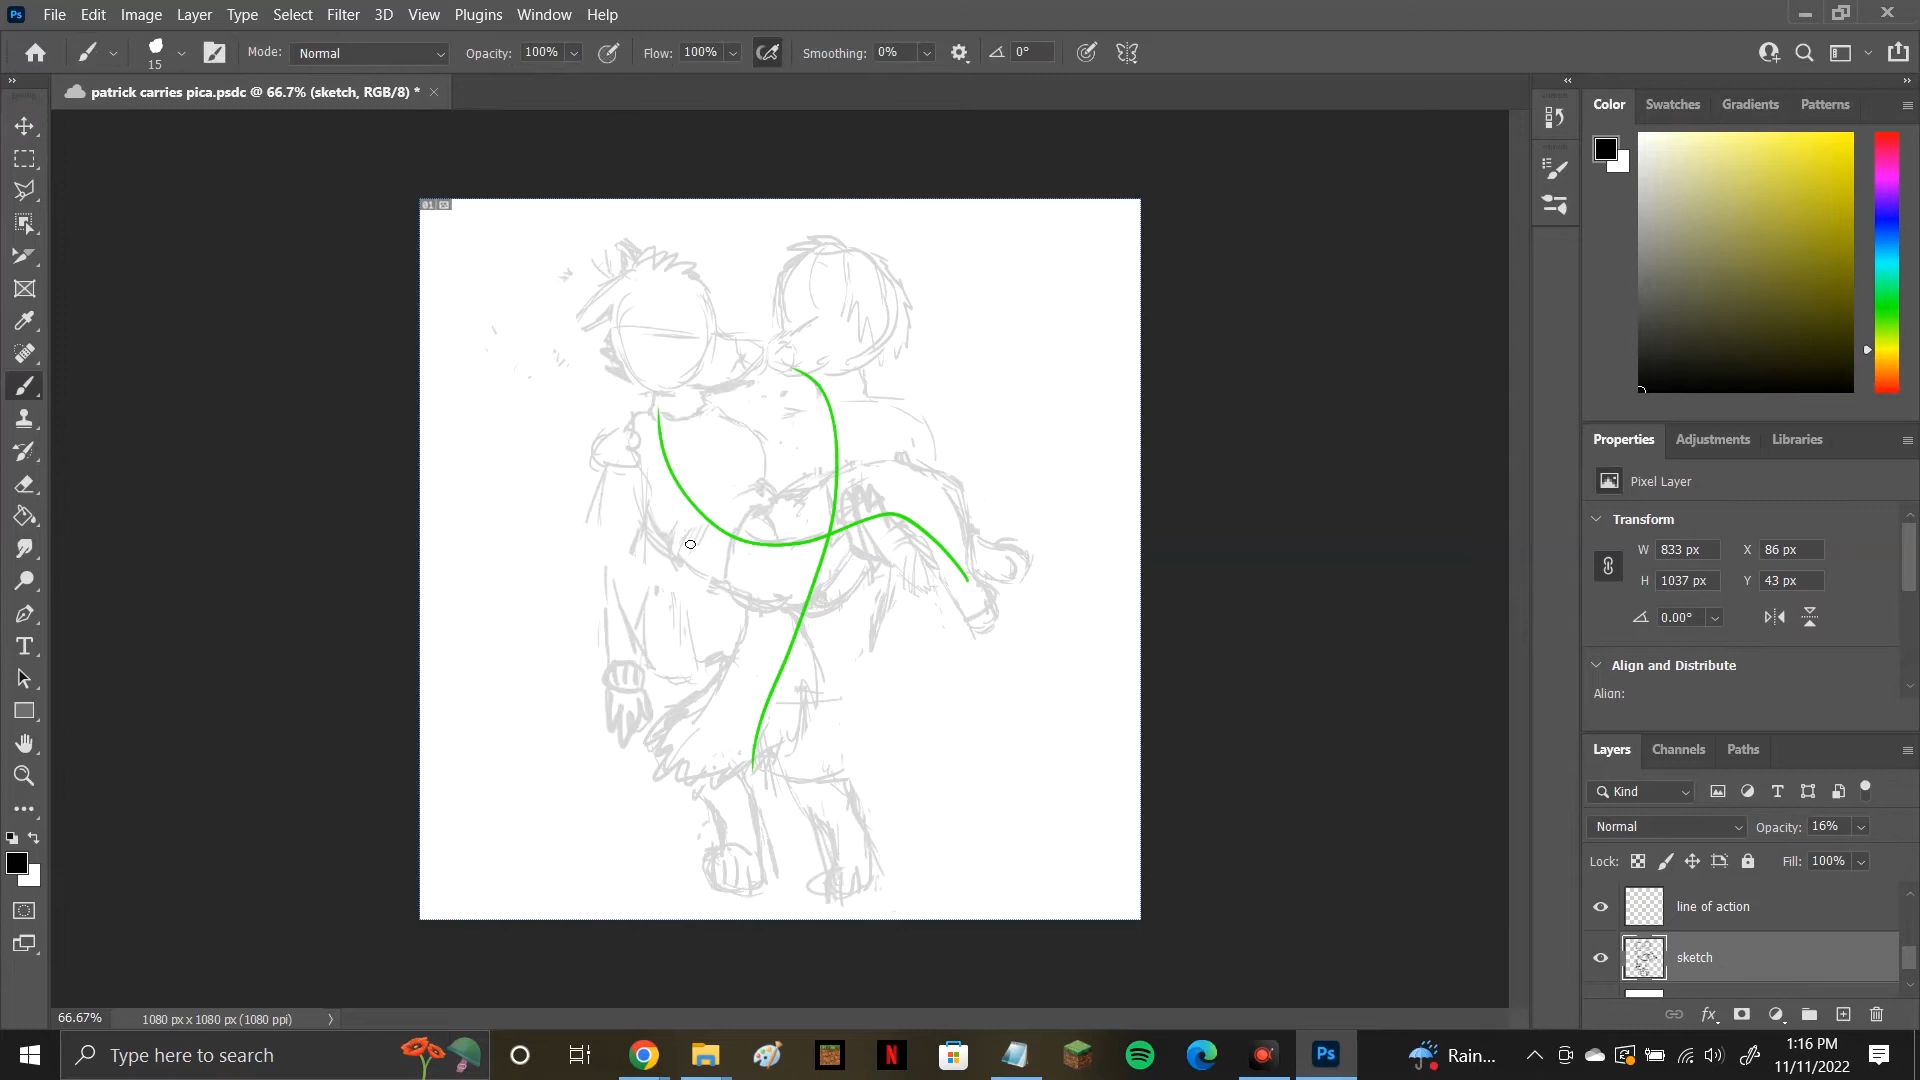 Ps File Edit Image Layer Type Select Filter 3D View Plugins Window Help
15 Mode: Normal Opacity: 100% Flow: 100% Smoothing: 0% 0°
patrick carries pica.psdc @ 66.7% (sketch, RGB/8) *
Color Swatches Gradients Patterns
01
Properties Adjustments Libraries
Pixel Layer
Transform
W 833 px X 86 px
H 1037 px Y 43 px
0.00°
Align and Distribute
Align:
Layers Channels Paths
Kind
Normal Opacity: 16%
Lock: Fill: 100%
line of action
sketch
66.67% 1080 px x 1080 px (1080 ppi)
Type here to search
N
Ps
Rain...
1:16 PM
11/11/2022